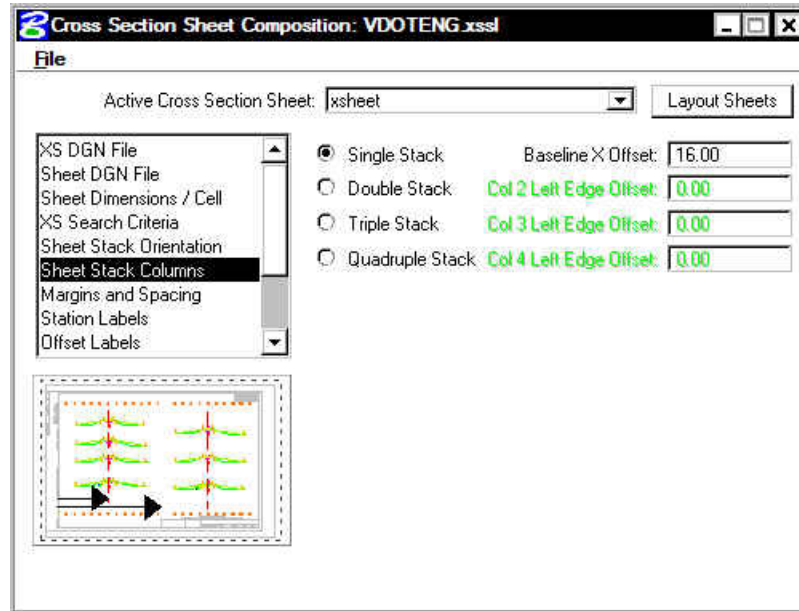 Cross Section Sheet Composition: VDOTENG.xssl
File
Active Cross Section Sheet: xsheet Layout Sheets
XS DGN File
Sheet DGN File
Sheet Dimensions / Cell
XS Search Criteria
Sheet Stack Orientation
Sheet Stack Columns
Margins and Spacing
Station Labels
Offset Labels
Single Stack Baseline X Offset: 16.00
Double Stack Col 2 Left Edge Offset: 0.00
Triple Stack Col 3 Left Edge Offset: 0.00
Quadruple Stack Col 4 Left Edge Offset: 0.00